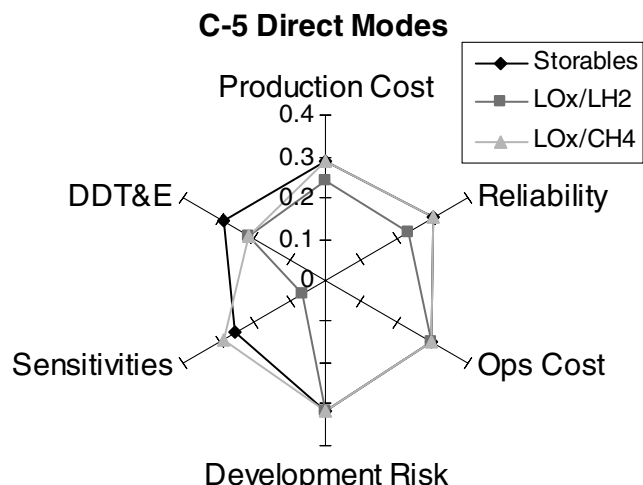 C-5 Direct Modes
Storables
LOx/LH2
LOx/CH4
Production Cost
0.4
0.3
0.2
0.1
0
DDT&E
Reliability
Sensitivities
Ops Cost
Development Risk